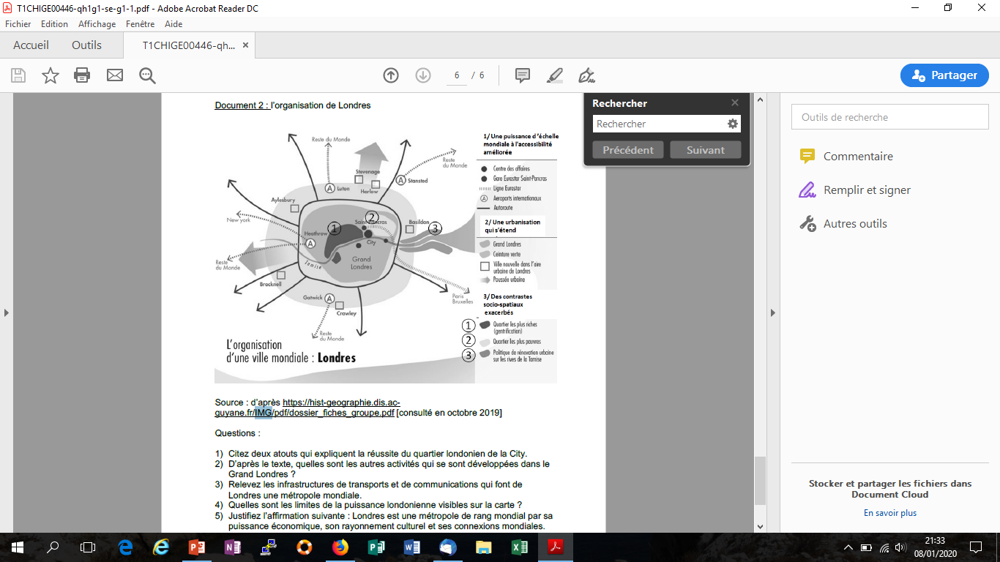 T1CHIGE00446-qh1g1-se-g1-1.pdf - Adobe Acrobat Reader DC
Fichier Edition Affichage Fenêtre Aide
Accueil Outils T1CHIGE00446-qh... ×
6 / 6
Partager
Document 2 : l'organisation de Londres
Rechercher
Rechercher
Précédent Suivant
Outils de recherche
Commentaire
Remplir et signer
Autres outils
Reste du Monde
Stevenage
Reste
du Monde
A Luton
Harlow
A Stansted
Aylesbury
New york
Saint-Pancras
Basildon
1
2
3
Heathrow
A
City
Reste
du Monde
Tamise
Grand
Londres
Bracknell
Gatwick A
Crawley
Paris
Bruxelles
Reste
du Monde
L'organisation
d'une ville mondiale : Londres
1/ Une puissance d'échelle
mondiale à l'accessibilité
améliorée
Centre des affaires
Gare Eurostar Saint-Pancras
Ligne Eurostar
A Aeroports internationaux
Autoroute
2/ Une urbanisation
qui s'étend
Grand Londres
Ceinture verte
Ville nouvelle dans l'aire
urbaine de Londres
Poussée urbaine
3/ Des contrastes
socio-spatiaux
exacerbés
1 Quartier les plus riches
(gentrification)
2 Quartier les plus pauvres
3 Politique de rénovation urbaine
sur les rives de la Tamise
Source : d'après https://hist-geographie.dis.ac-
guyane.fr/IMG/pdf/dossier_fiches_groupe.pdf [consulté en octobre 2019]
Questions :
1) Citez deux atouts qui expliquent la réussite du quartier londonien de la City.
2) D'après le texte, quelles sont les autres activités qui se sont développées dans le
Grand Londres ?
3) Relevez les infrastructures de transports et de communications qui font de
Londres une métropole mondiale.
4) Quelles sont les limites de la puissance londonienne visibles sur la carte ?
5) Justifiez l'affirmation suivante : Londres est une métropole de rang mondial par sa
puissance économique, son rayonnement culturel et ses connexions mondiales.
Stocker et partager les fichiers dans
Document Cloud
En savoir plus
21:33
08/01/2020